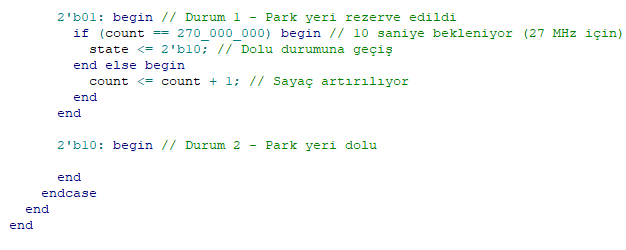 2'b01: begin // Durum 1 - Park yeri rezerve edildi
if (count == 270_000_000) begin // 10 saniye bekleniyor (27 MHz için)
state <= 2'b10; // Dolu durumuna geçiş
end else begin
count <= count + 1; // Sayaç artırılıyor
end
end
2'b10: begin // Durum 2 - Park yeri dolu
end
endcase
end
end